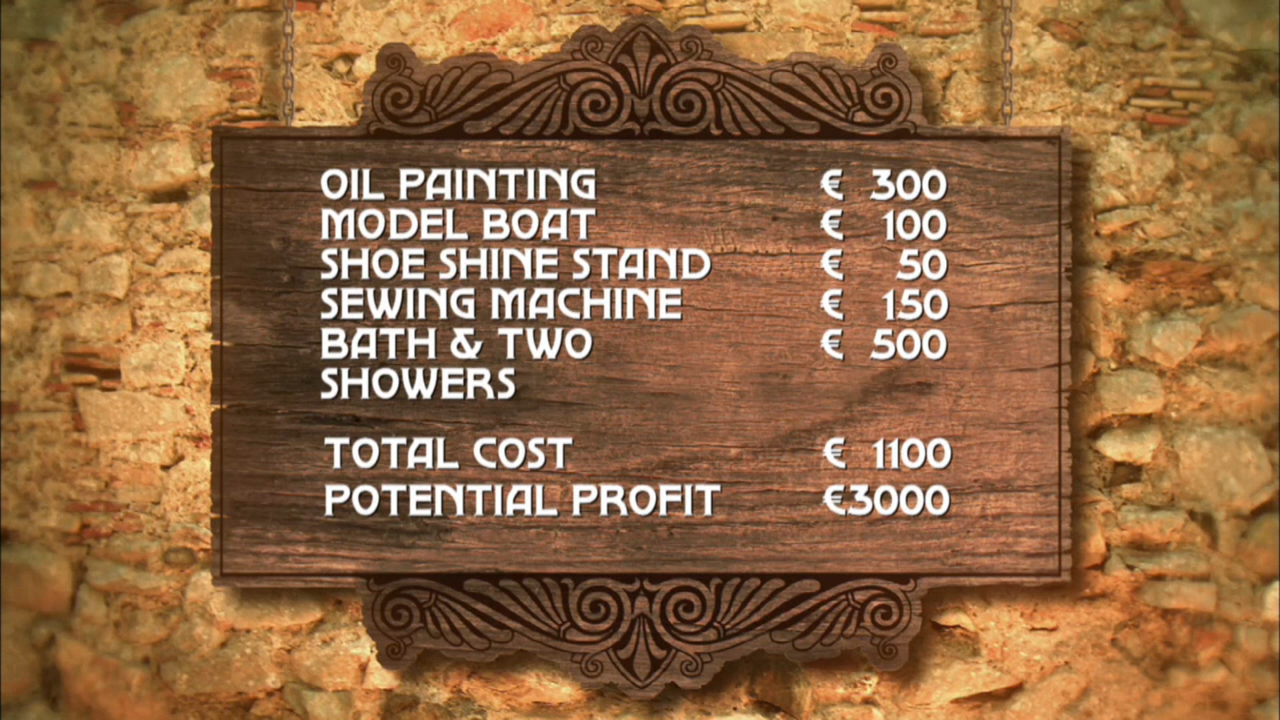 OIL PAINTING € 300
MODEL BOAT € 100
SHOE SHINE STAND € 50
SEWING MACHINE € 150
BATH & TWO € 500
SHOWERS
TOTAL COST € 1100
POTENTIAL PROFIT €3000